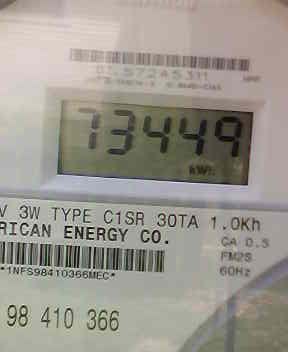 73449
kWh
V 3W TYPE C1SR 30TA 1.0Kh
RICAN ENERGY CO.
CA 0.5
FM2S
60Hz
*1NFS98410366MEC*
98 410 366